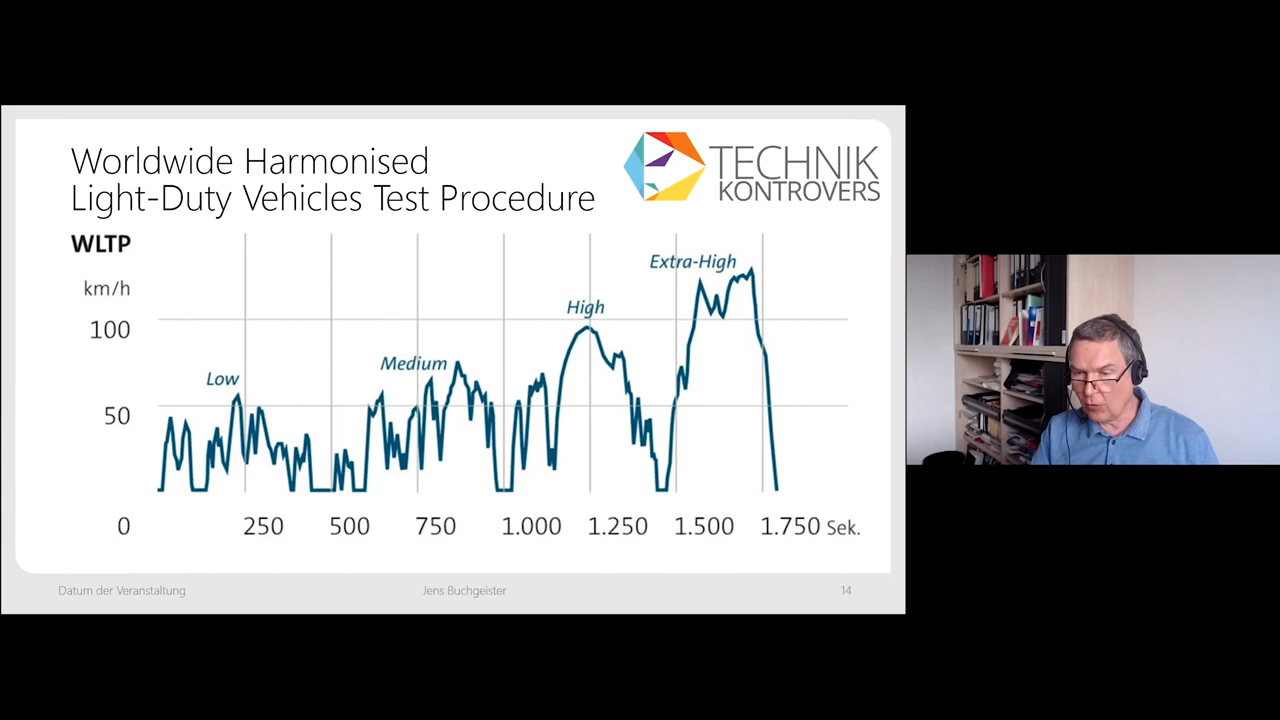 Worldwide Harmonised
Light-Duty Vehicles Test Procedure
TECHNIK
KONTROVERS
WLTP
km/h
100
50
0
Low
Medium
High
Extra-High
250
500
750
1.000
1.250
1.500
1.750 Sek.
Datum der Veranstaltung
Jens Buchgeister
14